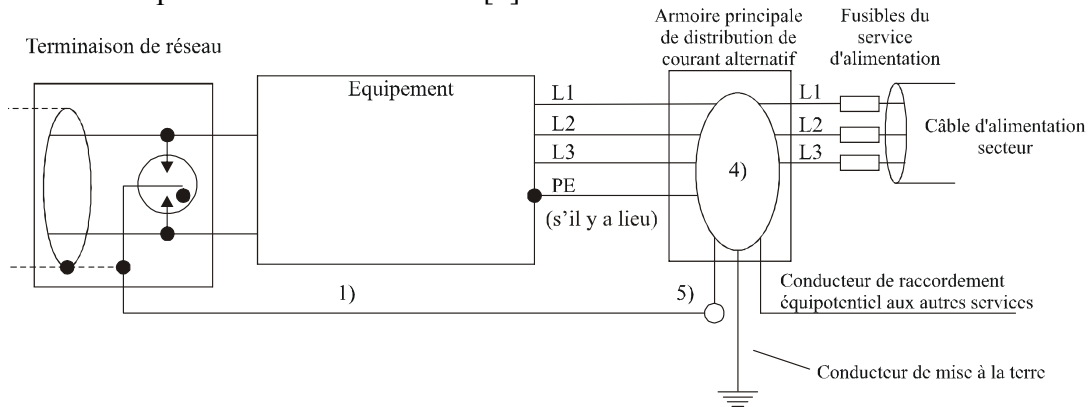 Terminaison de réseau
Armoire principale
de distribution de
courant alternatif
Fusibles du
service
d'alimentation
Equipement
L1
L2
L3
PE
(s'il y a lieu)
4)
L1
L2
L3
Câble d'alimentation
secteur
1)
5)
Conducteur de raccordement
équipotentiel aux autres services
Conducteur de mise à la terre